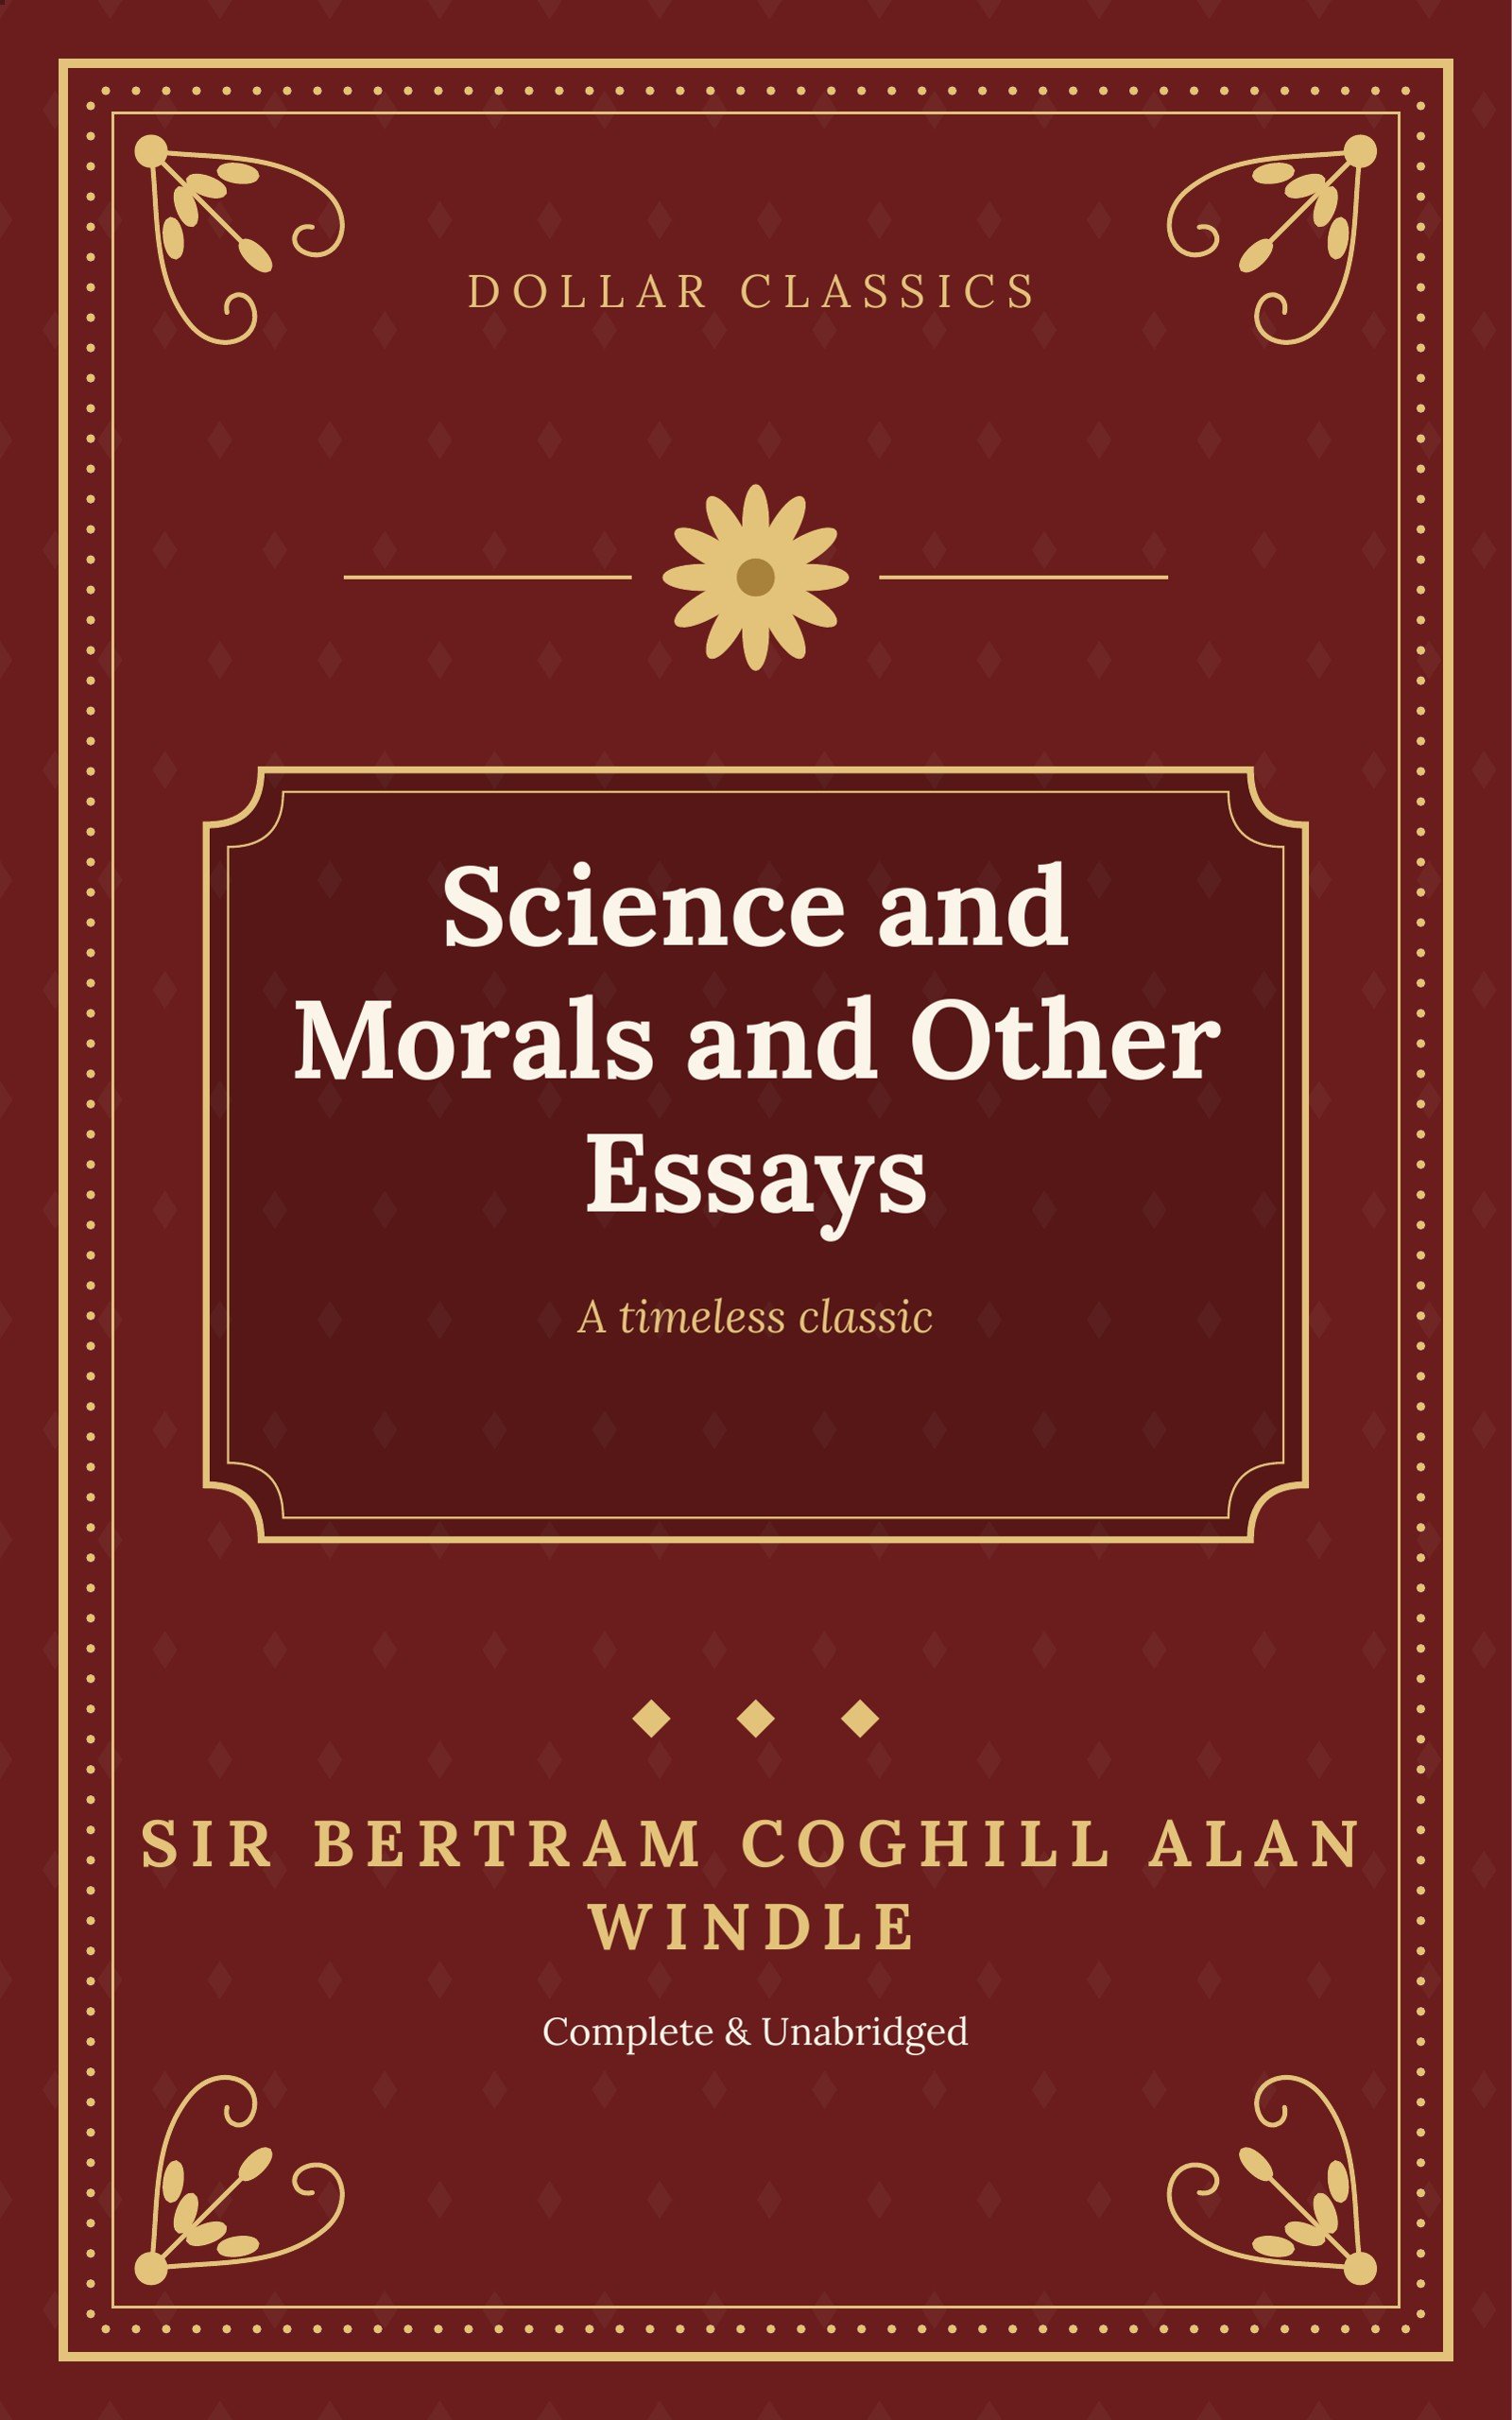 DOLLAR CLASSICS
Science and
Morals and Other
Essays
A timeless classic
SIR BERTRAM COGHILL ALAN
WINDLE
Complete & Unabridged